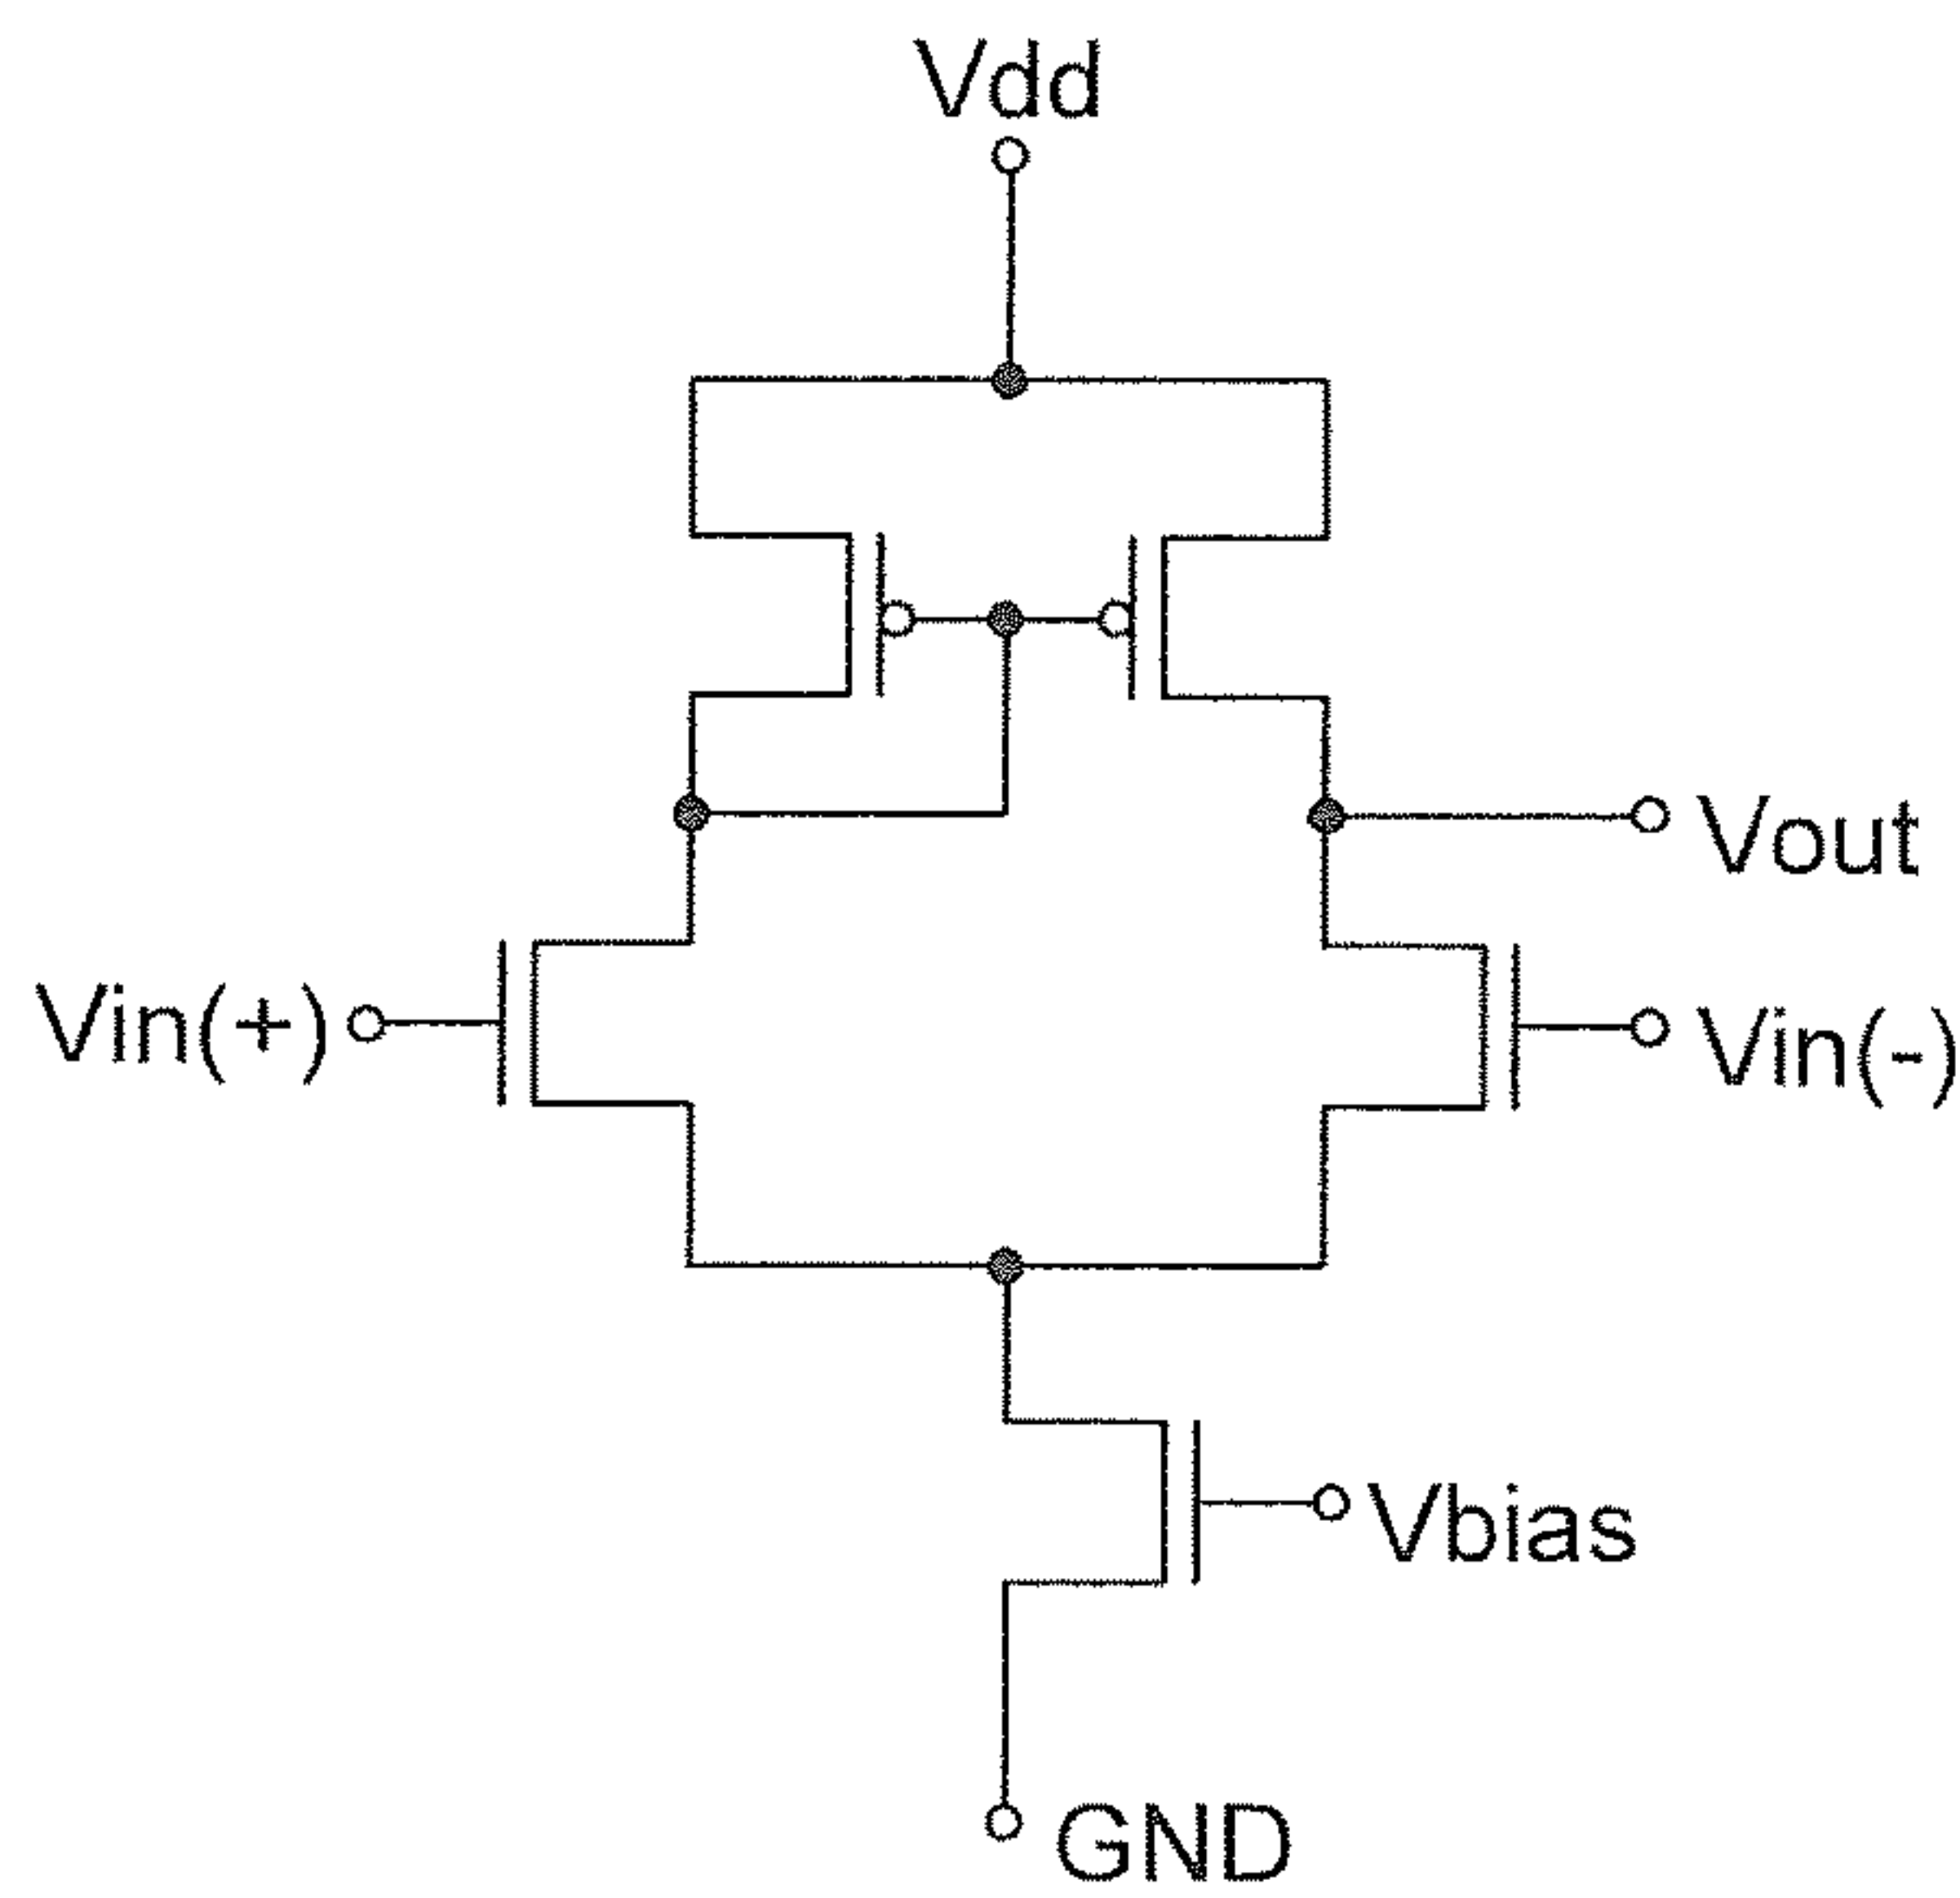 Vdd
Vout
Vin(+)
Vin(-)
Vbias
GND